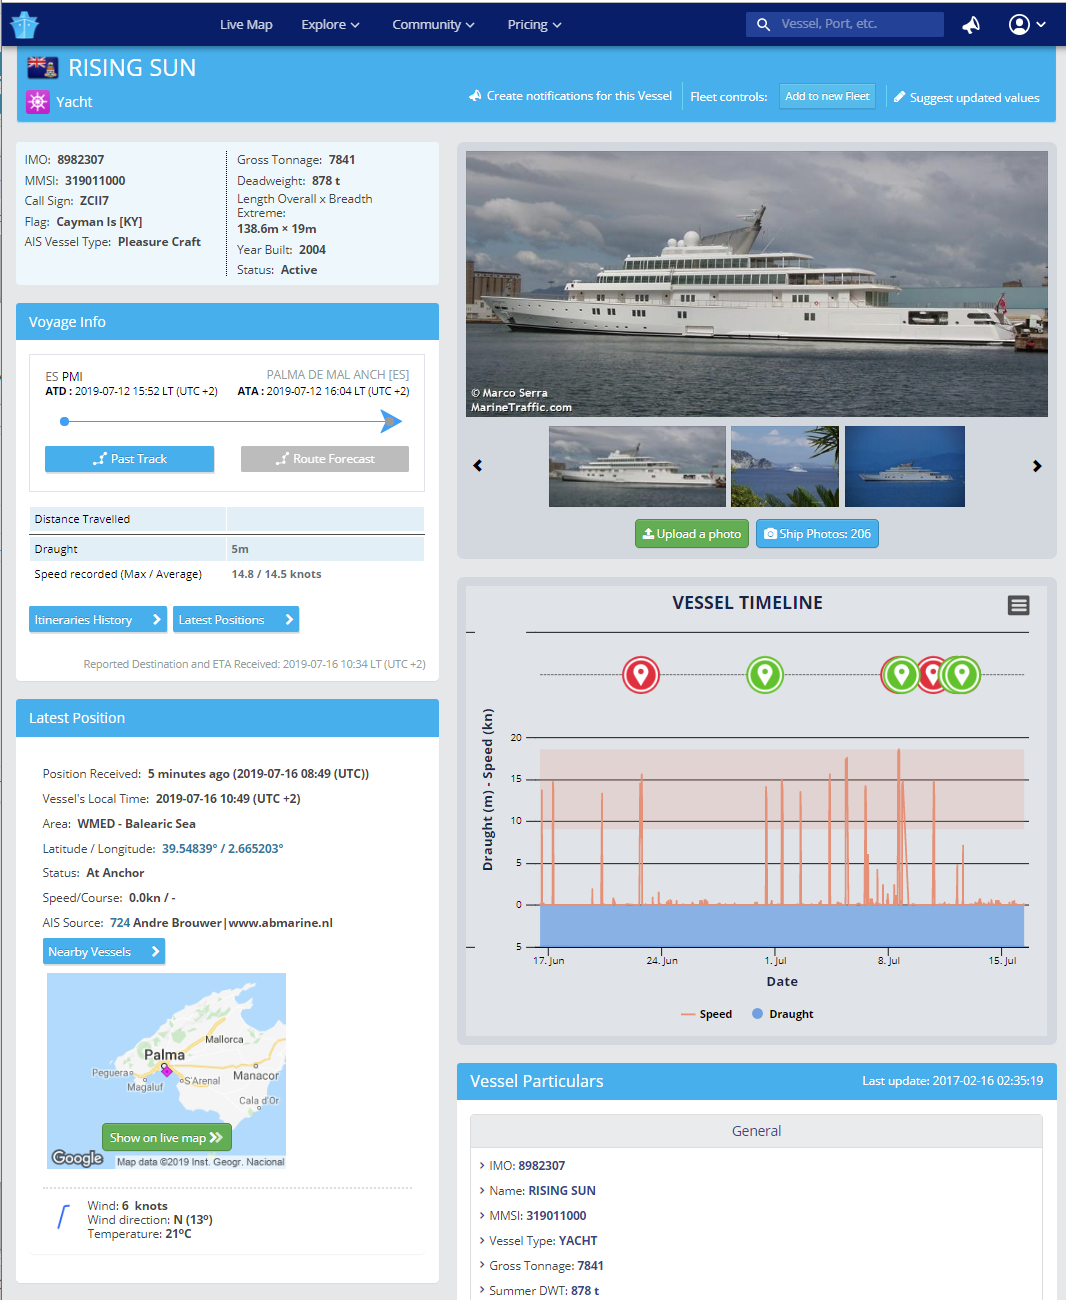 Live Map Explore Community Pricing Vessel, Port, etc.
RISING SUN
Yacht
Create notifications for this Vessel Fleet controls: Add to new Fleet Suggest updated values
IMO: 8982307
MMSI: 319011000
Call Sign: ZCII7
Flag: Cayman Is [KY]
AIS Vessel Type: Pleasure Craft
Gross Tonnage: 7841
Deadweight: 878 t
Length Overall x Breadth
Extreme:
138.6m × 19m
Year Built: 2004
Status: Active
Voyage Info
ES PMI
ATD : 2019-07-12 15:52 LT (UTC +2)
PALMA DE MAL ANCH [ES]
ATA : 2019-07-12 16:04 LT (UTC +2)
Past Track Route Forecast
Distance Travelled
Draught 5m
Speed recorded (Max / Average) 14.8 / 14.5 knots
Itineraries History Latest Positions
Reported Destination and ETA Received: 2019-07-16 10:34 LT (UTC +2)
Latest Position
Position Received: 5 minutes ago (2019-07-16 08:49 (UTC))
Vessel's Local Time: 2019-07-16 10:49 (UTC +2)
Area: WMED - Balearic Sea
Latitude / Longitude: 39.54839° / 2.665203°
Status: At Anchor
Speed/Course: 0.0kn / -
AIS Source: 724 Andre Brouwer|www.abmarine.nl
Nearby Vessels
Mallorca
Palma
Peguera
S'Arenal
Manacor
Magaluf
Cala d'Or
Show on live map
Google Map data ©2019 Inst. Geogr. Nacional
Wind: 6 knots
Wind direction: N (13º)
Temperature: 21ºC
© Marco Serra
MarineTraffic.com
Upload a photo Ship Photos: 206
VESSEL TIMELINE
Draught (m) - Speed (kn)
20
15
10
5
0
5
17. Jun 24. Jun 1. Jul 8. Jul 15. Jul
Date
Speed Draught
Vessel Particulars Last update: 2017-02-16 02:35:19
General
IMO: 8982307
Name: RISING SUN
MMSI: 319011000
Vessel Type: YACHT
Gross Tonnage: 7841
Summer DWT: 878 t